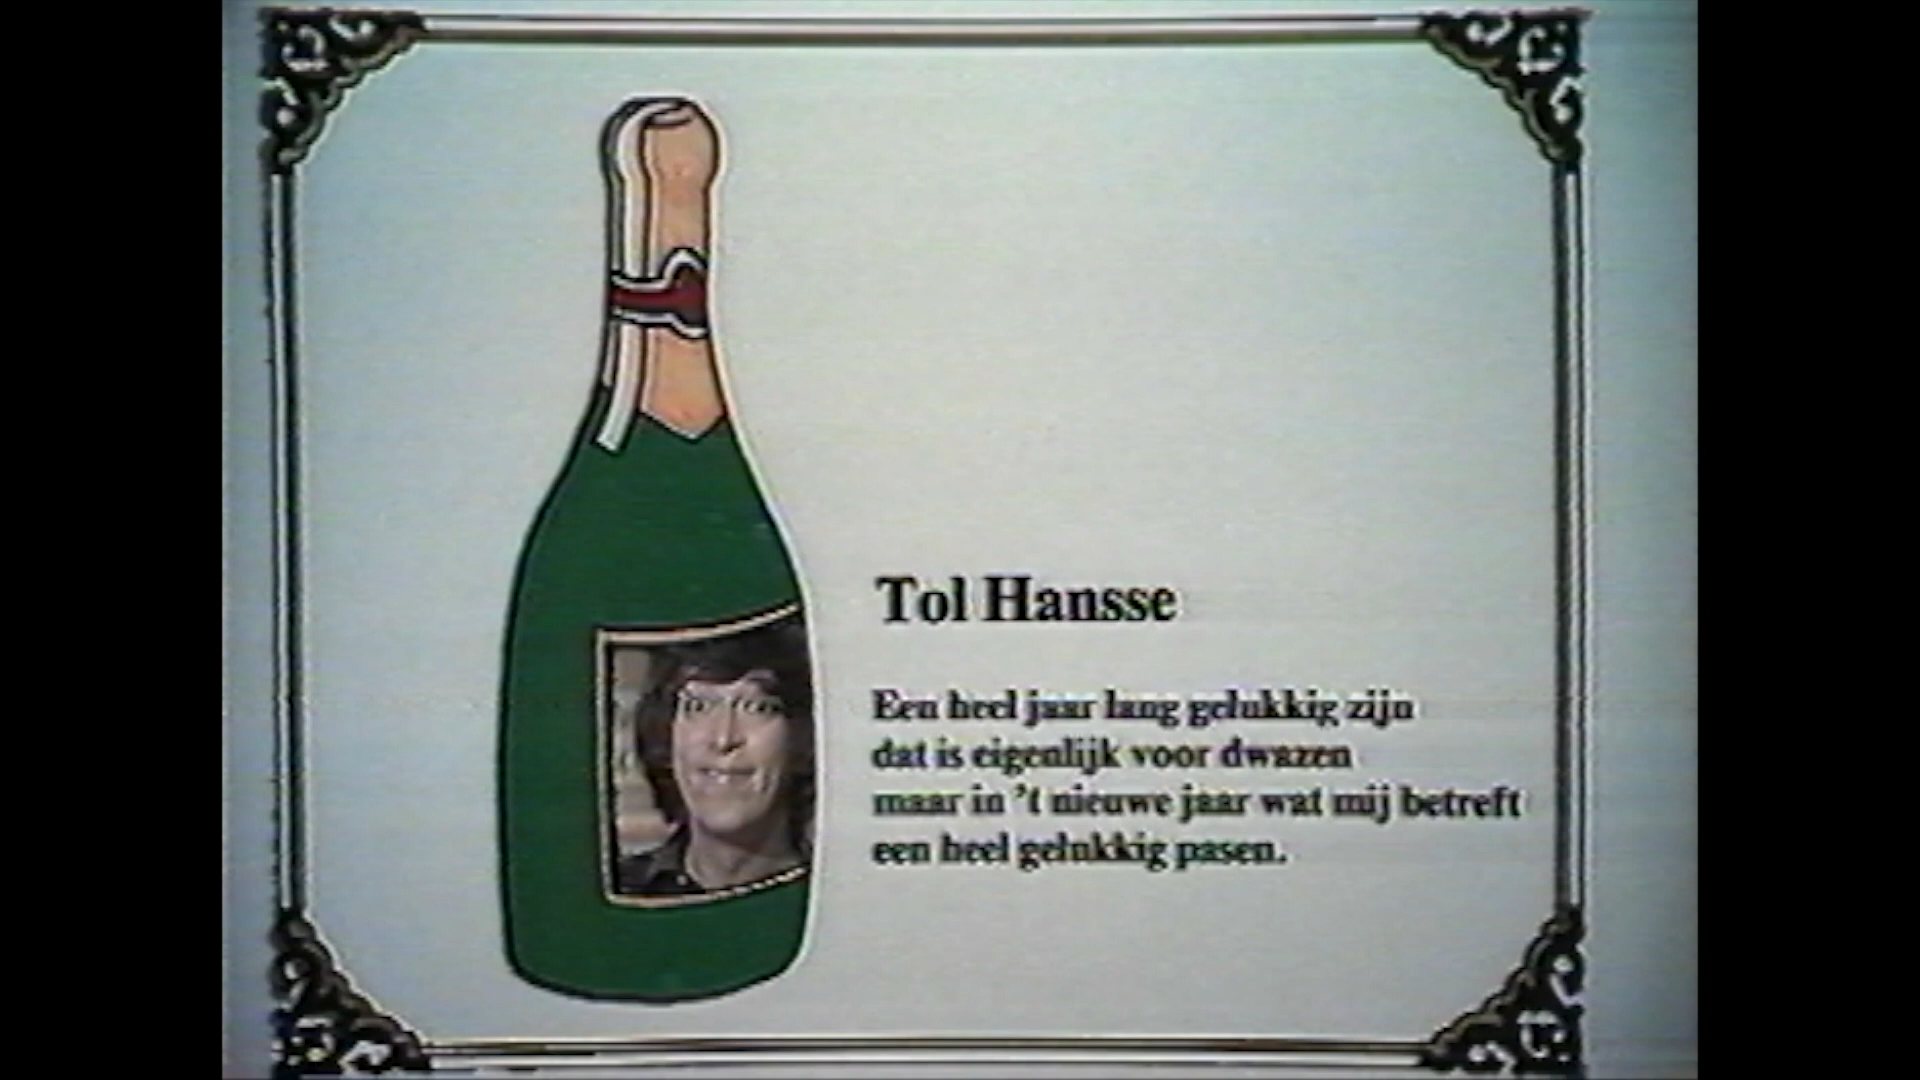 Tol Hansse
Een heel jaar lang gelukkig zijn
dat is eigenlijk voor dwazen
maar in 't nieuwe jaar wat mij betreft
een heel gelukkig pasen.